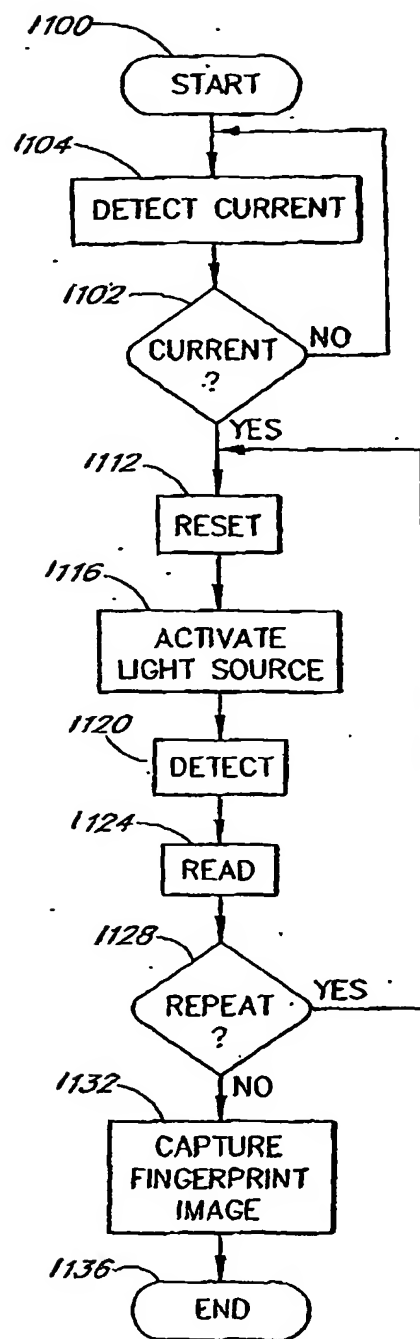 1100
START
1104
DETECT CURRENT
1102
CURRENT
?
NO
YES
1112
RESET
1116
ACTIVATE
LIGHT SOURCE
1120
DETECT
1124
READ
1128
REPEAT
?
YES
NO
1132
CAPTURE
FINGERPRINT
IMAGE
1136
END